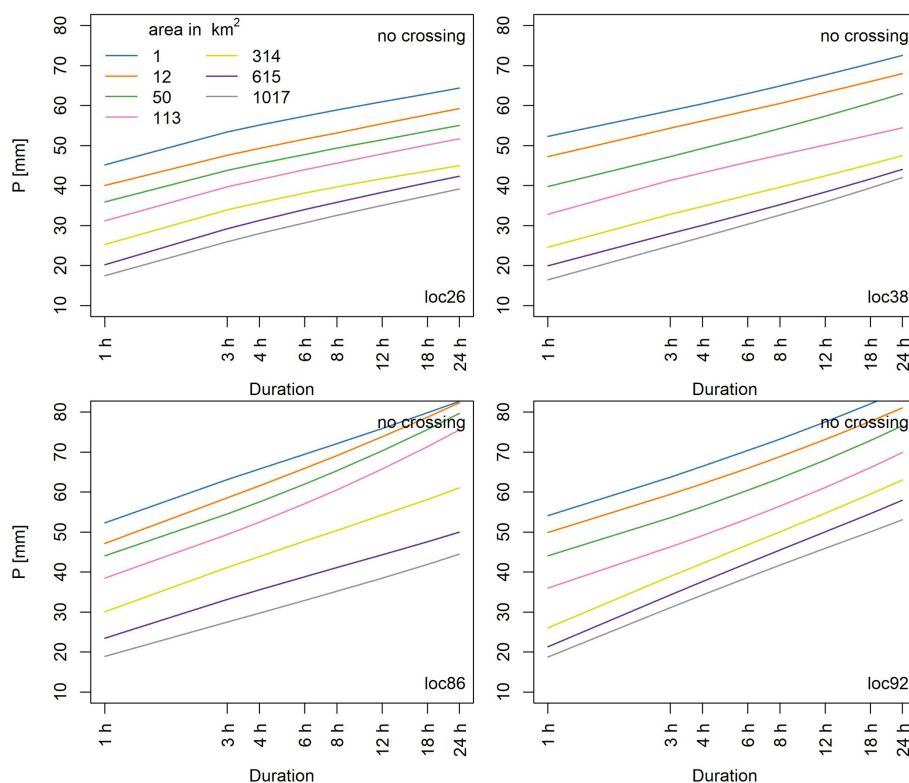 area in km²
1
12
50
113
314
615
1017
no crossing
80
70
60
50
40
30
20
10
P [mm]
loc26
1 h
3 h
4 h
6 h
8 h
12 h
18 h
24 h
Duration
no crossing
80
70
60
50
40
30
20
10
loc38
1 h
3 h
4 h
6 h
8 h
12 h
18 h
24 h
Duration
no crossing
80
70
60
50
40
30
20
10
P [mm]
loc86
1 h
3 h
4 h
6 h
8 h
12 h
18 h
24 h
Duration
no crossing
80
70
60
50
40
30
20
10
loc92
1 h
3 h
4 h
6 h
8 h
12 h
18 h
24 h
Duration